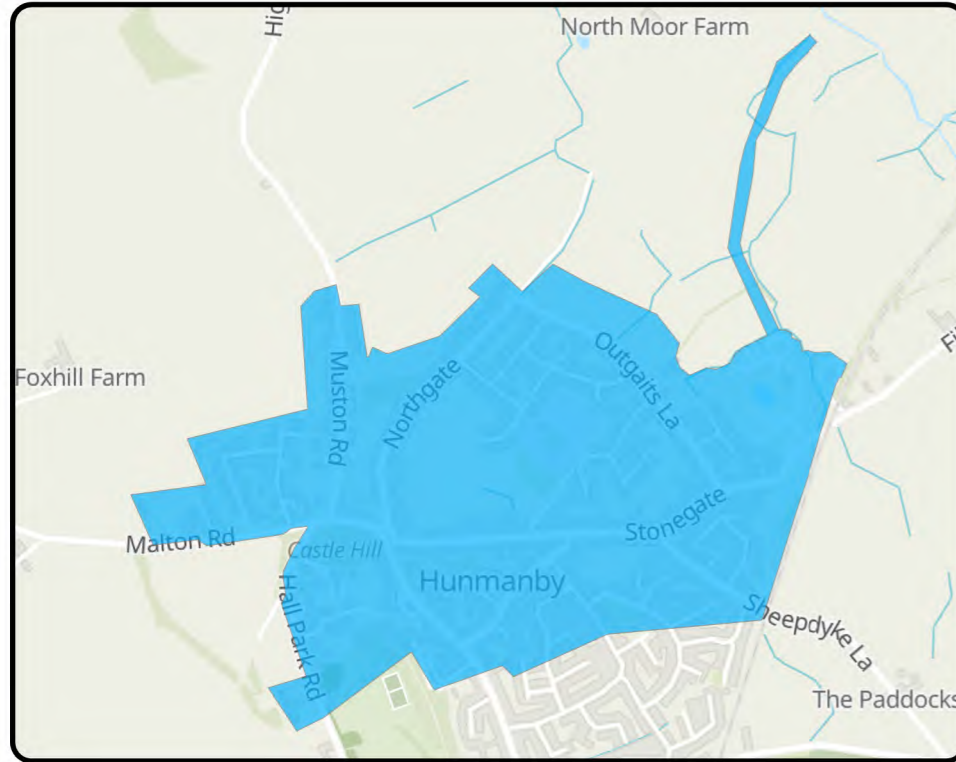 North Moor Farm
Foxhill Farm
Muston Rd
Northgate
Outgaits La
Malton Rd
Castle Hill
Stonegate
Hunmanby
Hall Park Rd
Sheepdyke La
The Paddocks